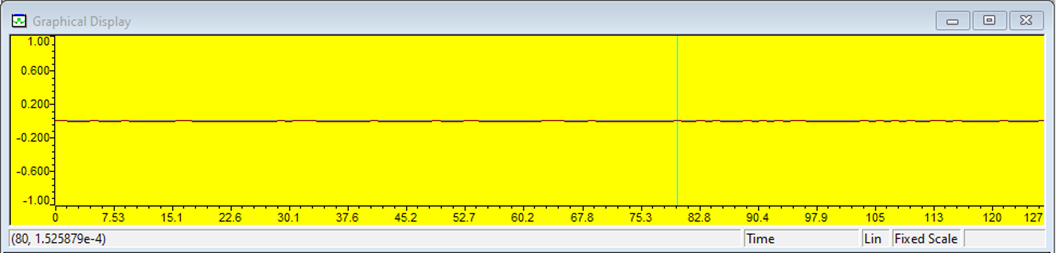 Graphical Display
1.00
0.600
0.200
-0.200
-0.600
-1.00
0 7.53 15.1 22.6 30.1 37.6 45.2 52.7 60.2 67.8 75.3 82.8 90.4 97.9 105 113 120 127
(80, 1.525879e-4) Time Lin Fixed Scale